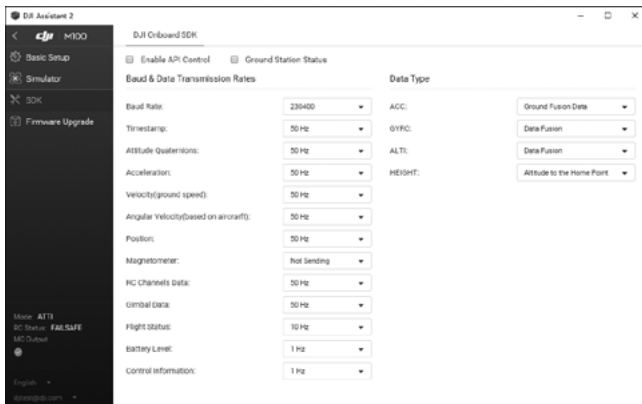 DJI Assistant 2
dji M100
Basic Setup
Simulator
SDK
Firmware Upgrade
Mode ATTI
RC Status FAILSAFE
MC Output
English
DJI Onboard SDK
Enable API Control Ground Station Status
Baud & Data Transmission Rates
Baud Rate: 230400
Timestamp: 50 Hz
Attitude Quaternions: 50 Hz
Acceleration: 50 Hz
Velocity(ground speed): 50 Hz
Angular Velocity(based on aircraft): 50 Hz
Position: 50 Hz
Magnetometer: Not Sending
RC Channels Data: 50 Hz
Gimbal Data: 50 Hz
Flight Status: 10 Hz
Battery Level: 1 Hz
Control Information: 1 Hz
Data Type
ACC: Ground Fusion Data
GYRO: Data Fusion
ALTI: Data Fusion
HEIGHT: Altitude to the Home Point